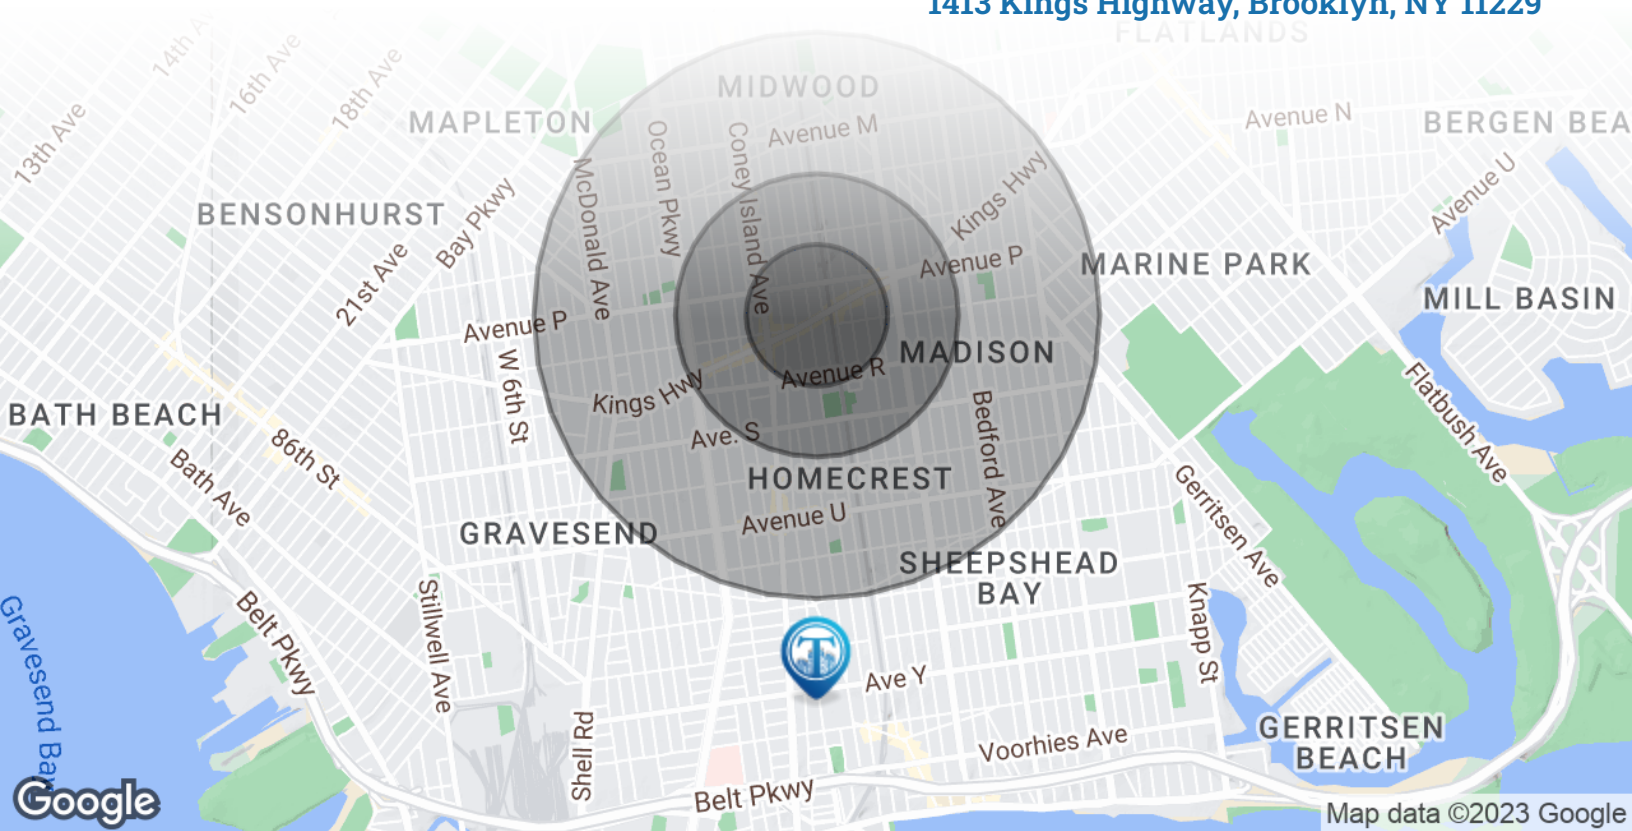 1413 Kings Highway, Brooklyn, NY 11229
FLATLANDS
14th A
16th Ave
18th Ave
13th Ave
MIDWOOD
MAPLETON
Avenue M
Avenue N
BERGEN BEA
Ocean Pkwy
Coney Island Ave
McDonald Ave
Kings Hwy
Avenue U
BENSONHURST
Bay Pkwy
21st Ave
Avenue P
MARINE PARK
MILL BASIN
Avenue P
W 6th St
MADISON
Avenue R
Kings Hwy
BATH BEACH
86th St
Ave. S
Bedford Ave
Flatbush Ave
Bath Ave
HOMECREST
Avenue U
GRAVESEND
Gerritsen Ave
SHEEPSHEAD
BAY
Gravesend Bay
Belt Pkwy
Stillwell Ave
Knapp St
T
Ave Y
Shell Rd
Voorhies Ave
GERRITSEN
BEACH
Belt Pkwy
Google
Map data ©2023 Google